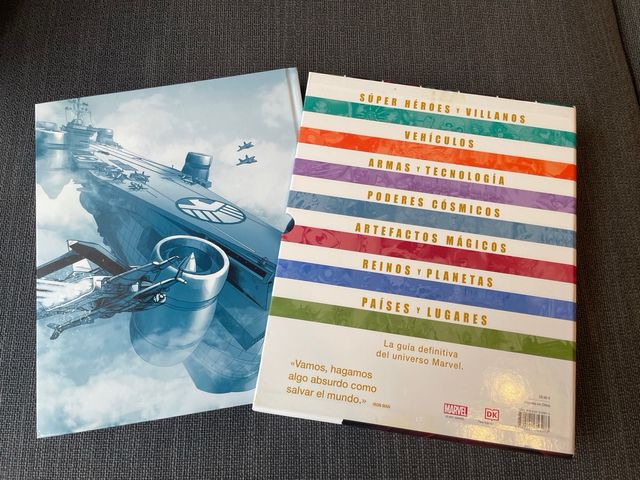 SÚPER HÉROES Y VILLANOS
VEHÍCULOS
ARMAS Y TECNOLOGÍA
PODERES CÓSMICOS
ARTEFACTOS MÁGICOS
REINOS Y PLANETAS
PAÍSES Y LUGARES
La guía definitiva
del universo Marvel.
«Vamos, hagamos
algo absurdo como
salvar el mundo.»
IRON MAN
MARVEL
DK